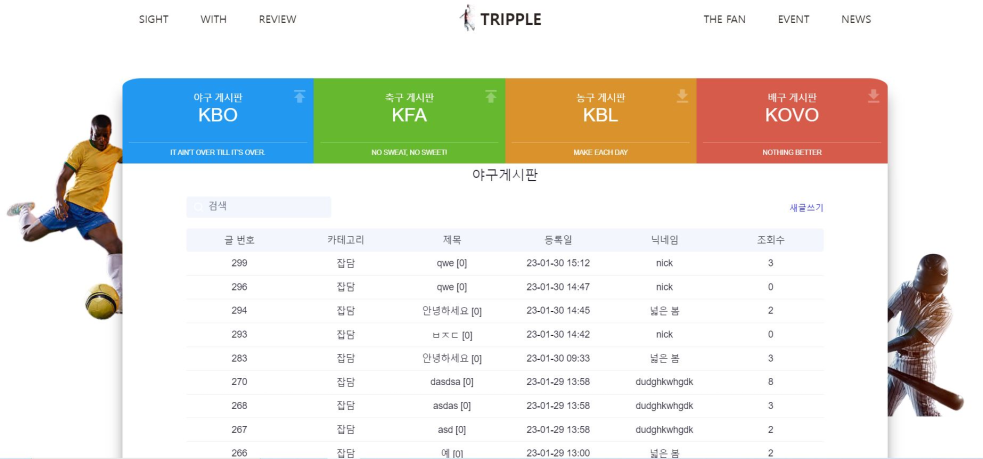 SIGHT WITH REVIEW TRIPPLE THE FAN EVENT NEWS
야구 게시판 축구 게시판 농구 게시판 배구 게시판
KBO KFA KBL KOVO
IT AIN'T OVER TILL IT'S OVER. NO SWEAT, NO SWEET! MAKE EACH DAY NOTHING BETTER
야구게시판
검색 새글쓰기
글 번호 카테고리 제목 등록일 닉네임 조회수
299 잡담 qwe [0] 23-01-30 15:12 nick 3
296 잡담 qwe [0] 23-01-30 14:47 nick 0
294 잡담 안녕하세요 [0] 23-01-30 14:45 넓은 봄 2
293 잡담 ㅂㅈㄷ [0] 23-01-30 14:42 nick 0
283 잡담 안녕하세요 [0] 23-01-30 09:33 넓은 봄 3
270 잡담 dasdsa [0] 23-01-29 13:58 dudghkwhgdk 8
268 잡담 asdas [0] 23-01-29 13:58 dudghkwhgdk 3
267 잡담 asd [0] 23-01-29 13:58 dudghkwhgdk 2
266 잡담 예 [0] 23-01-29 13:00 넓은 봄 2